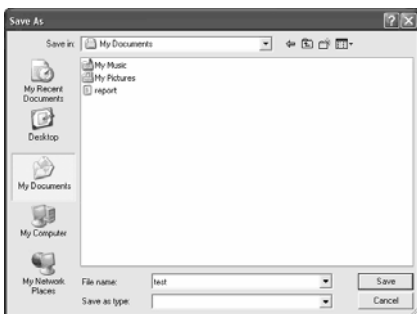 Save As
Save in:
My Documents
My Music
My Pictures
report
My Recent
Documents
Desktop
My Documents
My Computer
My Network
Places
File name:
test
Save
Save as type:
Cancel